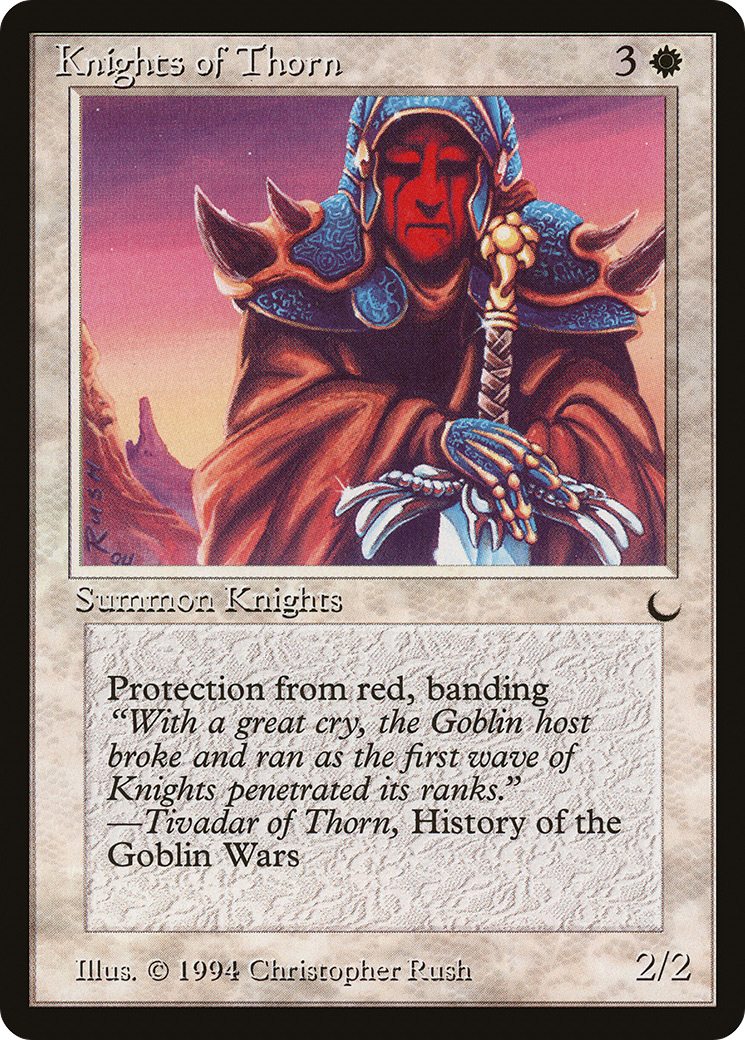 Knights of Thorn
3
RUSH
94
Summon Knights
Protection from red, banding
“With a great cry, the Goblin host
broke and ran as the first wave of
Knights penetrated its ranks.”
—Tivadar of Thorn, History of the
Goblin Wars
Illus. © 1994 Christopher Rush
2/2